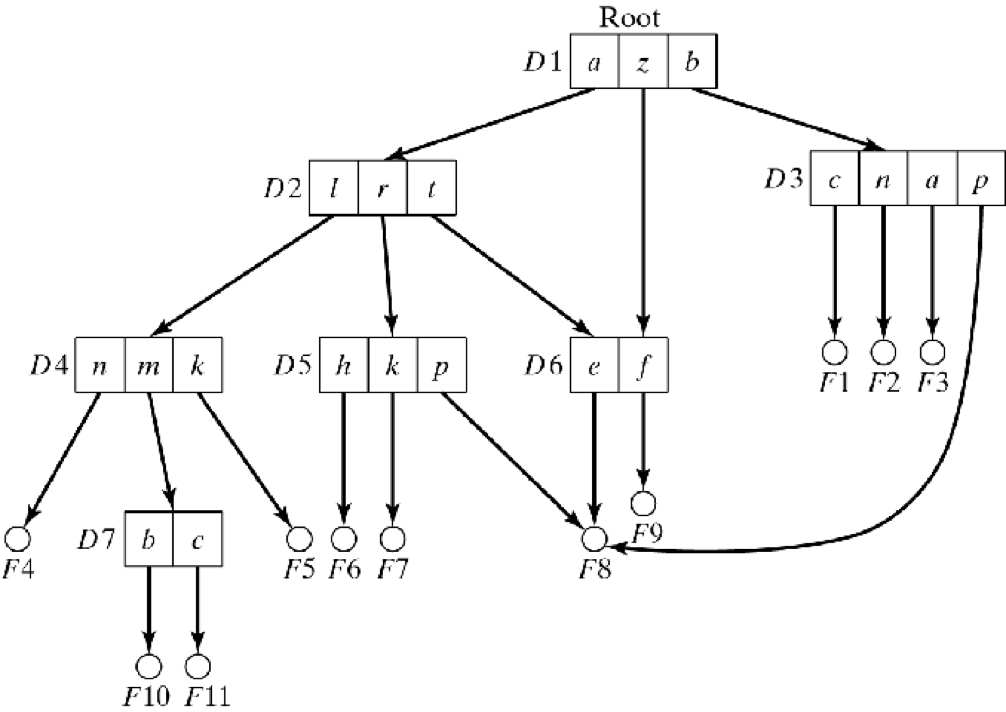 Root
D1 a z b
D2 l r t
D3 c n a p
D4 n m k
D5 h k p
D6 e f
F1 F2 F3
F9
F4
D7 b c
F5 F6 F7
F8
F10 F11